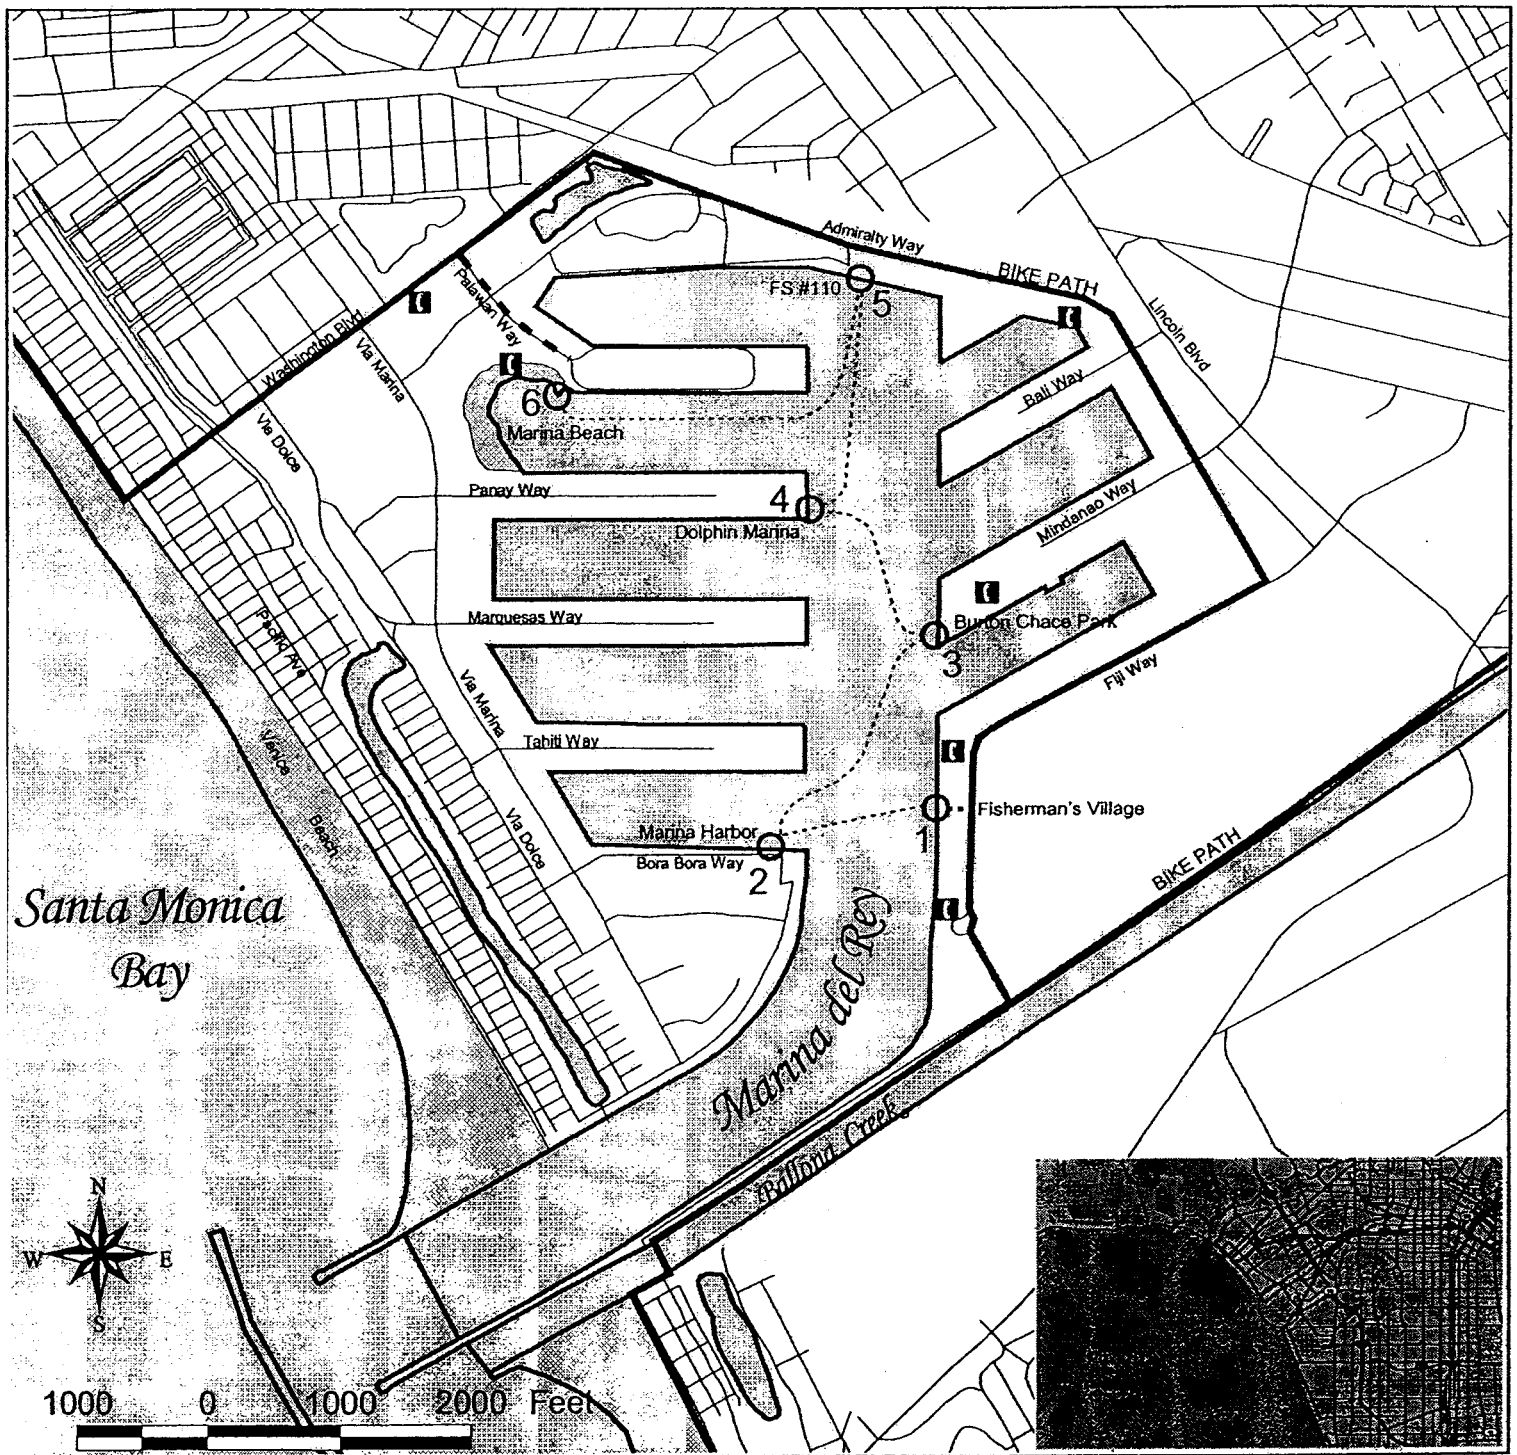 Admiralty Way
BIKE PATH
FS #110
5
Palawan Way
Washington Blvd
Via Marina
Lincoln Blvd
Bali Way
6
Marina Beach
Via Dolce
Panay Way
4
Dolphin Marina
Mindanao Way
Marquesas Way
Burton Chace Park
3
Pacific Ave
Fiji Way
Via Marina
Tahiti Way
Venice
Beach
Via Dolce
Marina Harbor
Bora Bora Way
2
1
Fisherman's Village
BIKE PATH
Santa Monica
Bay
Marina del Rey
Ballona Creek
N
W
E
S
1000 0 1000 2000 Feet